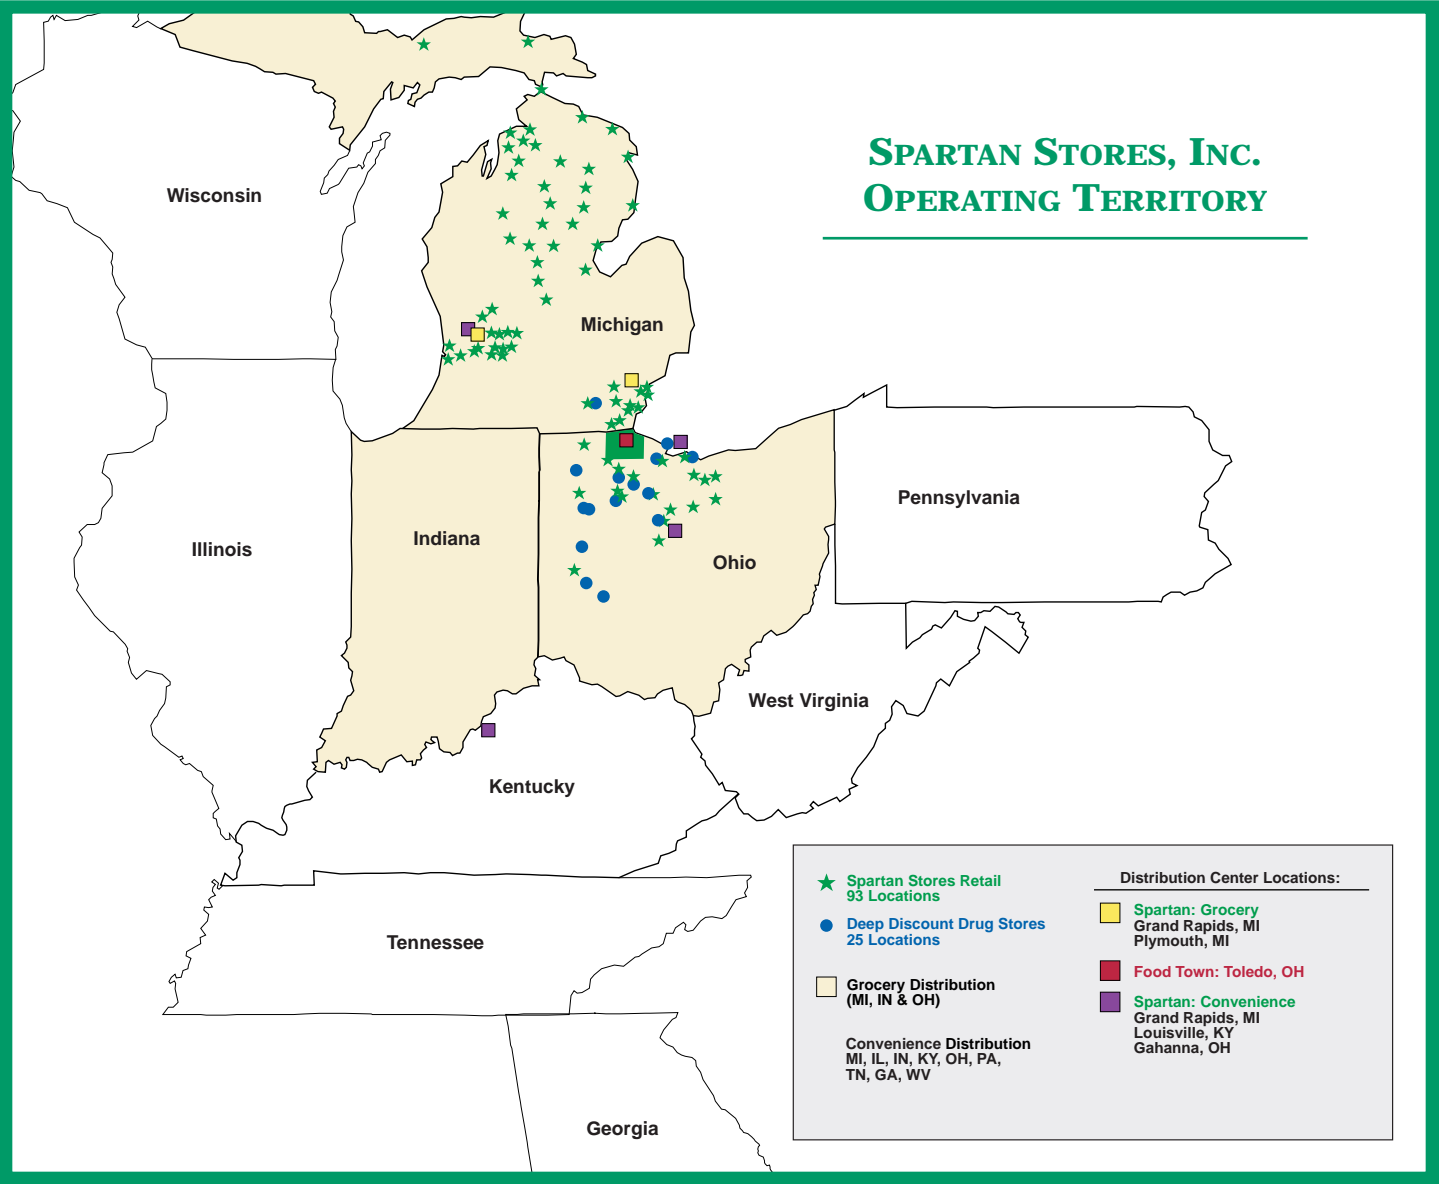 SPARTAN STORES, INC.
OPERATING TERRITORY
Wisconsin
Michigan
Pennsylvania
Illinois
Indiana
Ohio
West Virginia
Kentucky
Tennessee
Georgia
Spartan Stores Retail
93 Locations
Deep Discount Drug Stores
25 Locations
Grocery Distribution
(MI, IN & OH)
Convenience Distribution
MI, IL, IN, KY, OH, PA,
TN, GA, WV
Distribution Center Locations:
Spartan: Grocery
Grand Rapids, MI
Plymouth, MI
Food Town: Toledo, OH
Spartan: Convenience
Grand Rapids, MI
Louisville, KY
Gahanna, OH